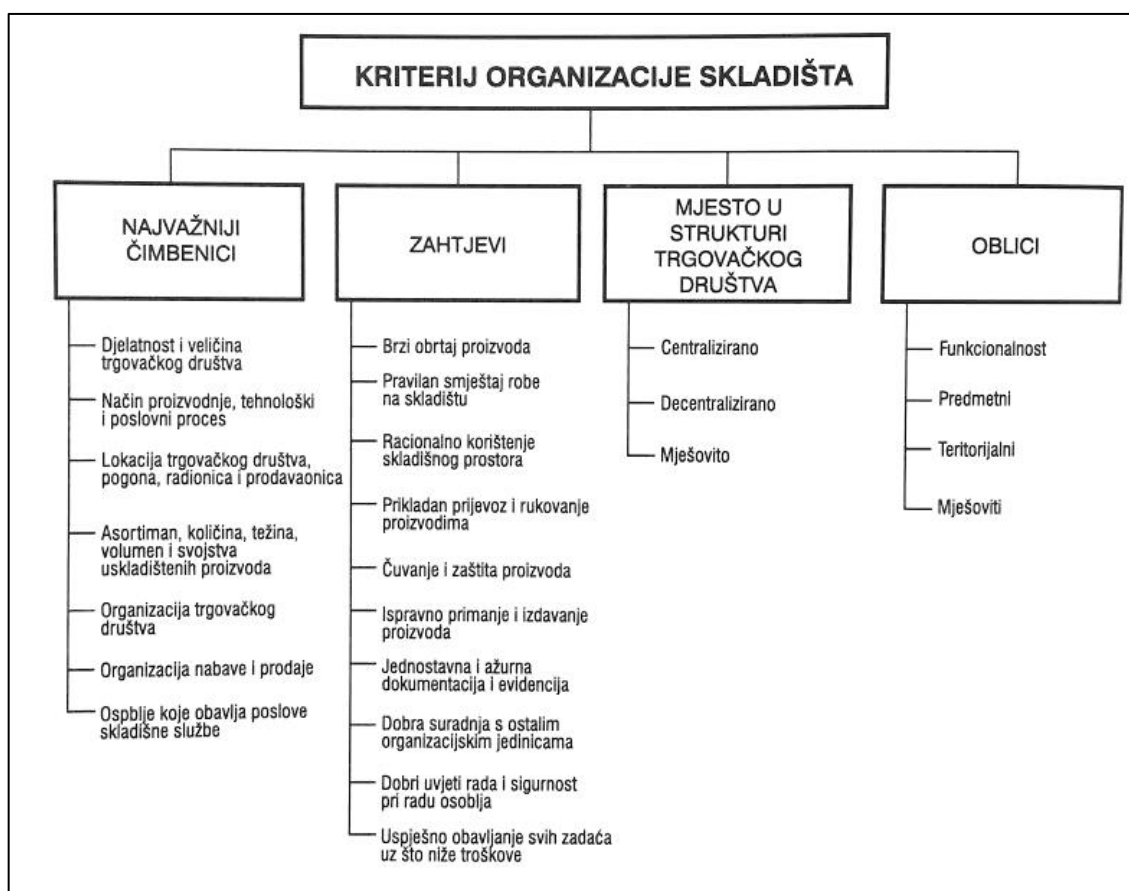 KRITERIJ ORGANIZACIJE SKLADIŠTA
NAJVAŽNIJI
ČIMBENICI
Djelatnost i veličina
trgovačkog društva
Način proizvodnje, tehnološki
i poslovni proces
Lokacija trgovačkog društva,
pogona, radionica i prodavaonica
Asortiman, količina, težina,
volumen i svojstva
uskladištenih proizvoda
Organizacija trgovačkog
društva
Organizacija nabave i prodaje
Ospblje koje obavlja poslove
skladišne službe
ZAHTJEVI
Brzi obrtaj proizvoda
Pravilan smještaj robe
na skladištu
Racionalno korištenje
skladišnog prostora
Prikladan prijevoz i rukovanje
proizvodima
Čuvanje i zaštita proizvoda
Ispravno primanje i izdavanje
proizvoda
Jednostavna i ažurna
dokumentacija i evidencija
Dobra suradnja s ostalim
organizacijskim jedinicama
Dobri uvjeti rada i sigurnost
pri radu osoblja
Uspješno obavljanje svih zadaća
uz što niže troškove
MJESTO U
STRUKTURI
TRGOVAČKOG
DRUŠTVA
Centralizirano
Decentralizirano
Mješovito
OBLICI
Funkcionalnost
Predmetni
Teritorijalni
Mješoviti